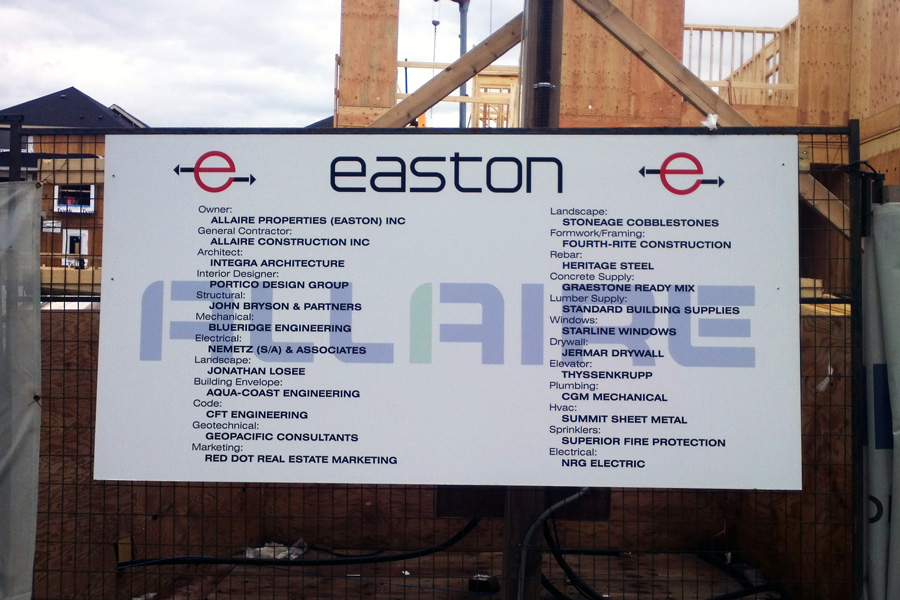 e easton e
Owner:
ALLAIRE PROPERTIES (EASTON) INC
General Contractor:
ALLAIRE CONSTRUCTION INC
Architect:
INTEGRA ARCHITECTURE
Interior Designer:
PORTICO DESIGN GROUP
Structural:
JOHN BRYSON & PARTNERS
Mechanical:
BLUERIDGE ENGINEERING
Electrical:
NEMETZ (S/A) & ASSOCIATES
Landscape:
JONATHAN LOSEE
Building Envelope:
AQUA-COAST ENGINEERING
Code:
CFT ENGINEERING
Geotechnical:
GEOPACIFIC CONSULTANTS
Marketing:
RED DOT REAL ESTATE MARKETING
Landscape:
STONEAGE COBBLESTONES
Formwork/Framing:
FOURTH-RITE CONSTRUCTION
Rebar:
HERITAGE STEEL
Concrete Supply:
GRAESTONE READY MIX
Lumber Supply:
STANDARD BUILDING SUPPLIES
Windows:
STARLINE WINDOWS
Drywall:
JERMAR DRYWALL
Elevator:
THYSSENKRUPP
Plumbing:
CGM MECHANICAL
Hvac:
SUMMIT SHEET METAL
Sprinklers:
SUPERIOR FIRE PROTECTION
Electrical:
NRG ELECTRIC
ALLAIRE